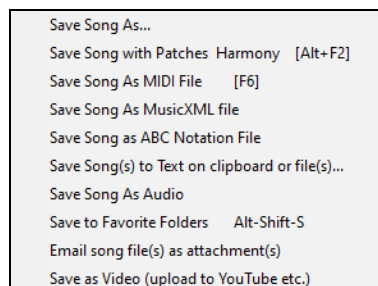 Save Song As...
Save Song with Patches Harmony [Alt+F2]
Save Song As MIDI File [F6]
Save Song As MusicXML file
Save Song as ABC Notation File
Save Song(s) to Text on clipboard or file(s)...
Save Song As Audio
Save to Favorite Folders Alt-Shift-S
Email song file(s) as attachment(s)
Save as Video (upload to YouTube etc.)